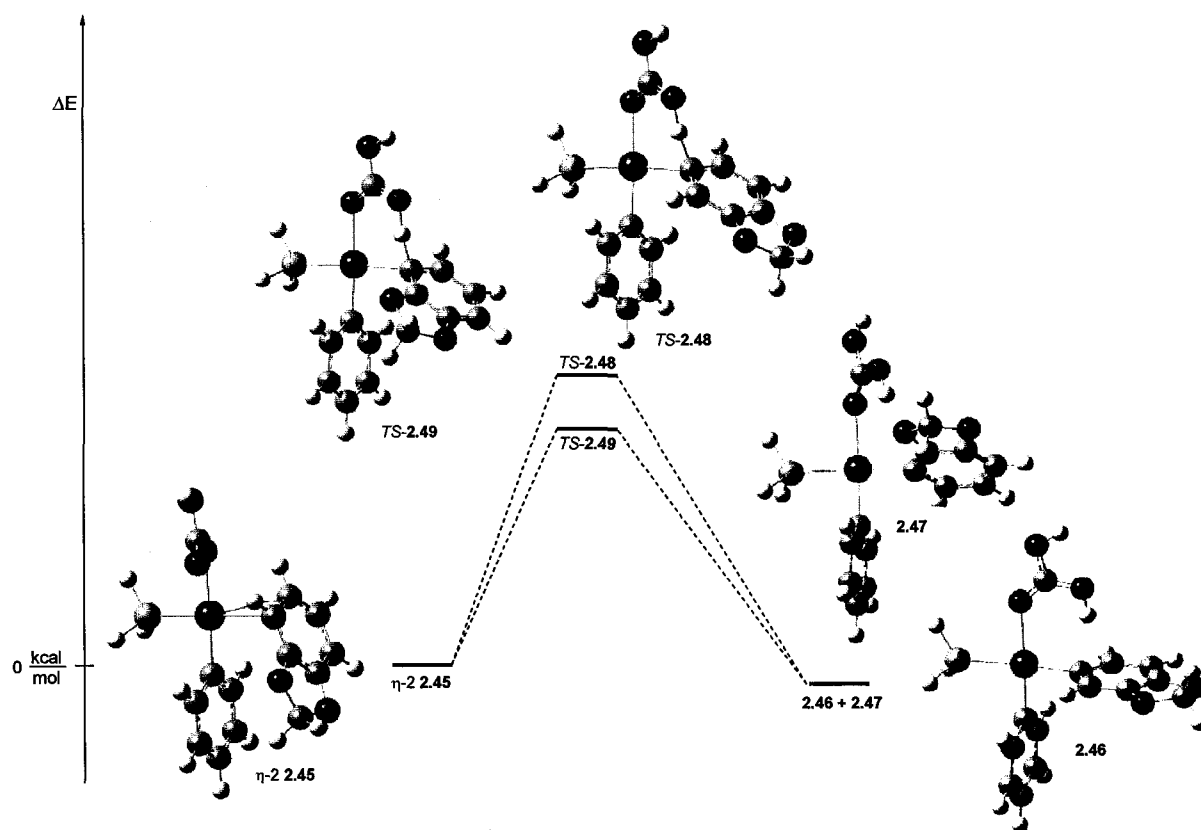 ΔE
TS-2.49
TS-2.48
TS-2.48
TS-2.49
2.47
0 kcal
mol
η-2 2.45
η-2 2.45
2.46 + 2.47
2.46